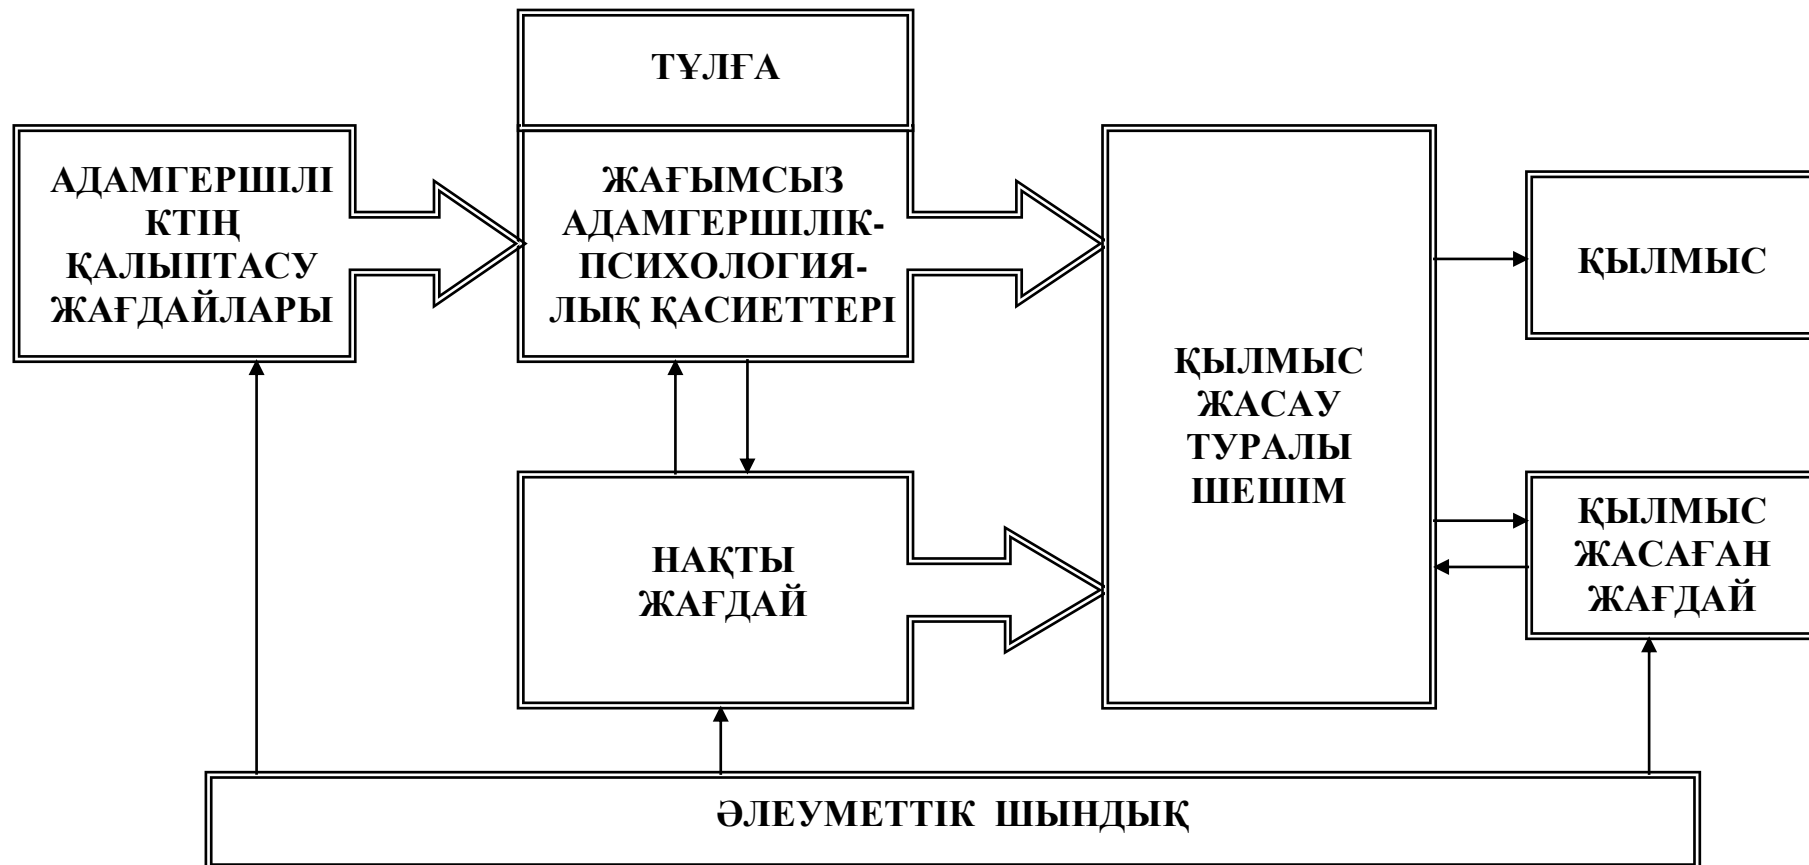 ТҰЛҒА
АДАМГЕРШІЛІ
КТІҢ
ҚАЛЫПТАСУ
ЖАҒДАЙЛАРЫ
ЖАҒЫМСЫЗ
АДАМГЕРШІЛІК-
ПСИХОЛОГИЯ-
ЛЫҚ ҚАСИЕТТЕРІ
ҚЫЛМЫС
ЖАСАУ
ТУРАЛЫ
ШЕШІМ
ҚЫЛМЫС
НАҚТЫ
ЖАҒДАЙ
ҚЫЛМЫС
ЖАСАҒАН
ЖАҒДАЙ
ӘЛЕУМЕТТІК ШЫНДЫҚ